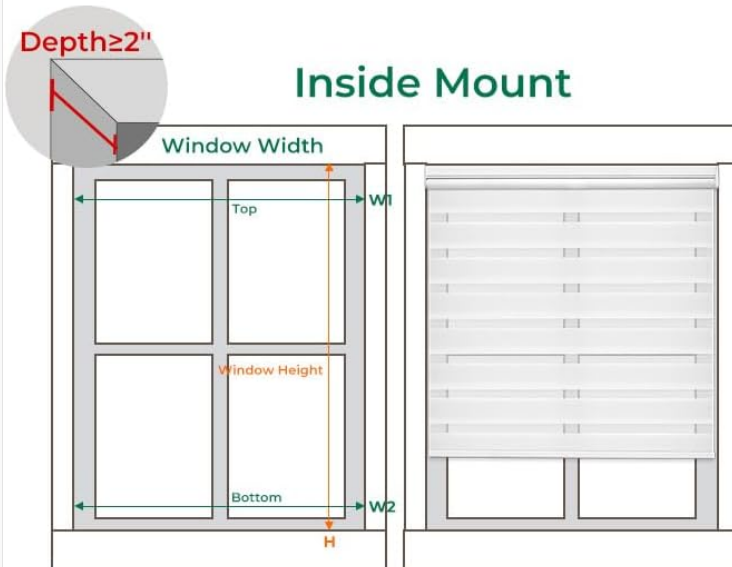 Depth≥2"
Inside Mount
Window Width
W1
Top
Window Height
Bottom
W2
H